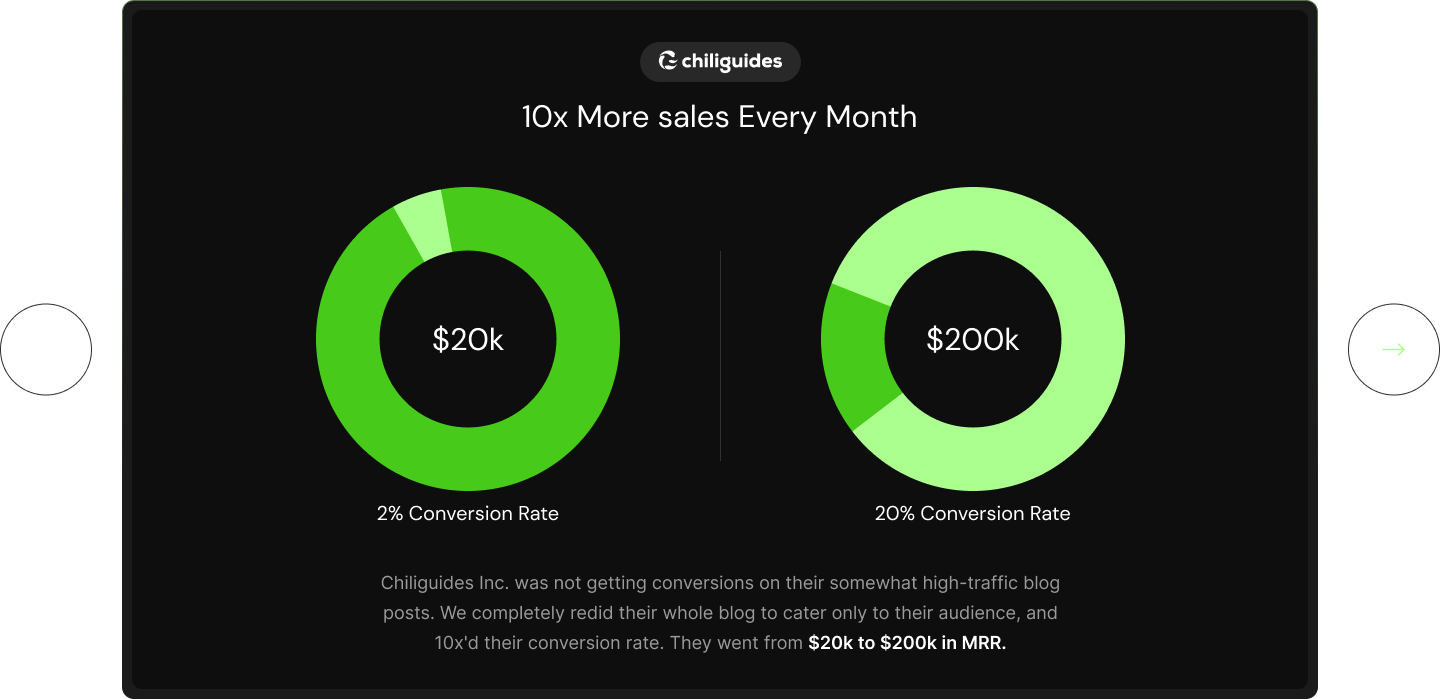 chiliguides
10x More sales Every Month
$20k
$200k
2% Conversion Rate
20% Conversion Rate
Chiliguides Inc. was not getting conversions on their somewhat high-traffic blog
posts. We completely redid their whole blog to cater only to their audience, and
10x'd their conversion rate. They went from $20k to $200k in MRR.